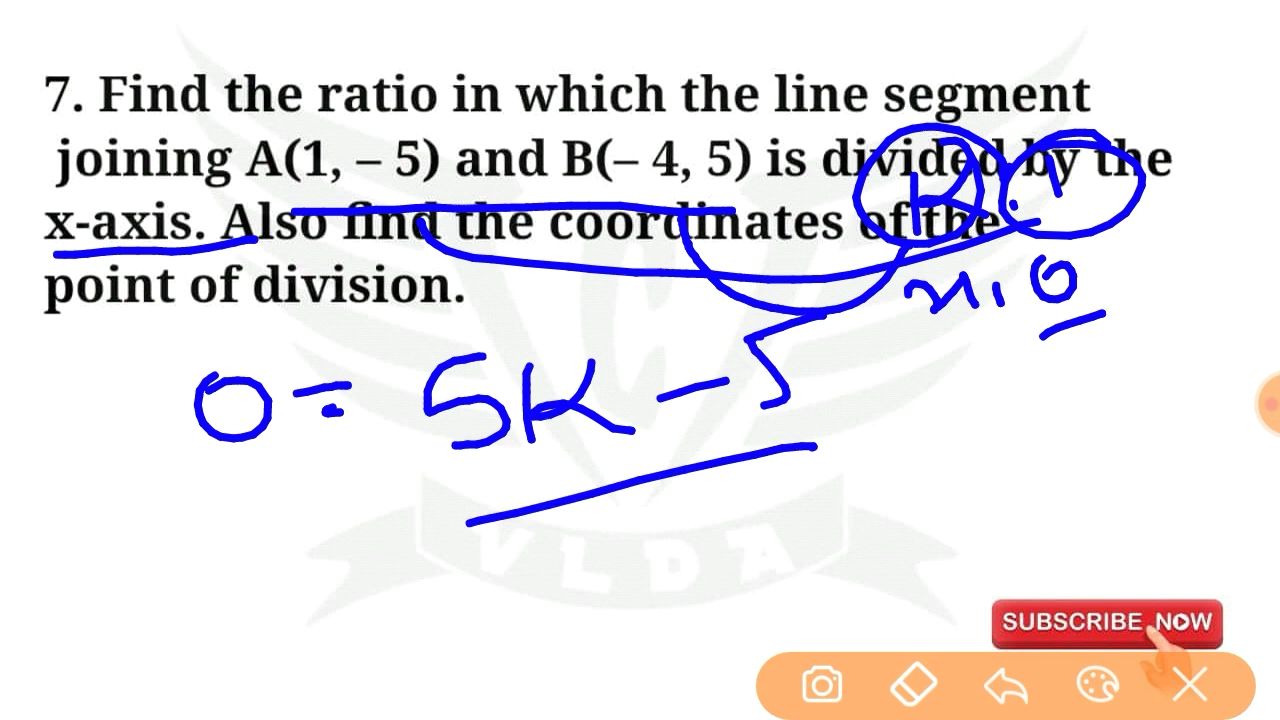 7. Find the ratio in which the line segment
joining A(1, – 5) and B(– 4, 5) is divided by the
x-axis. Also find the coordinates of the
point of division.
K : 1
x, 0
0 = 5K - 5
VLDA
SUBSCRIBE NOW